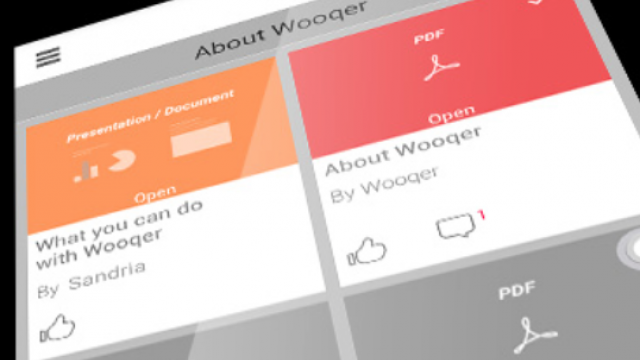 About Wooqer
Presentation / Document
Open
What you can do
with Wooqer
By Sandria
PDF
Open
About Wooqer
By Wooqer
1
PDF